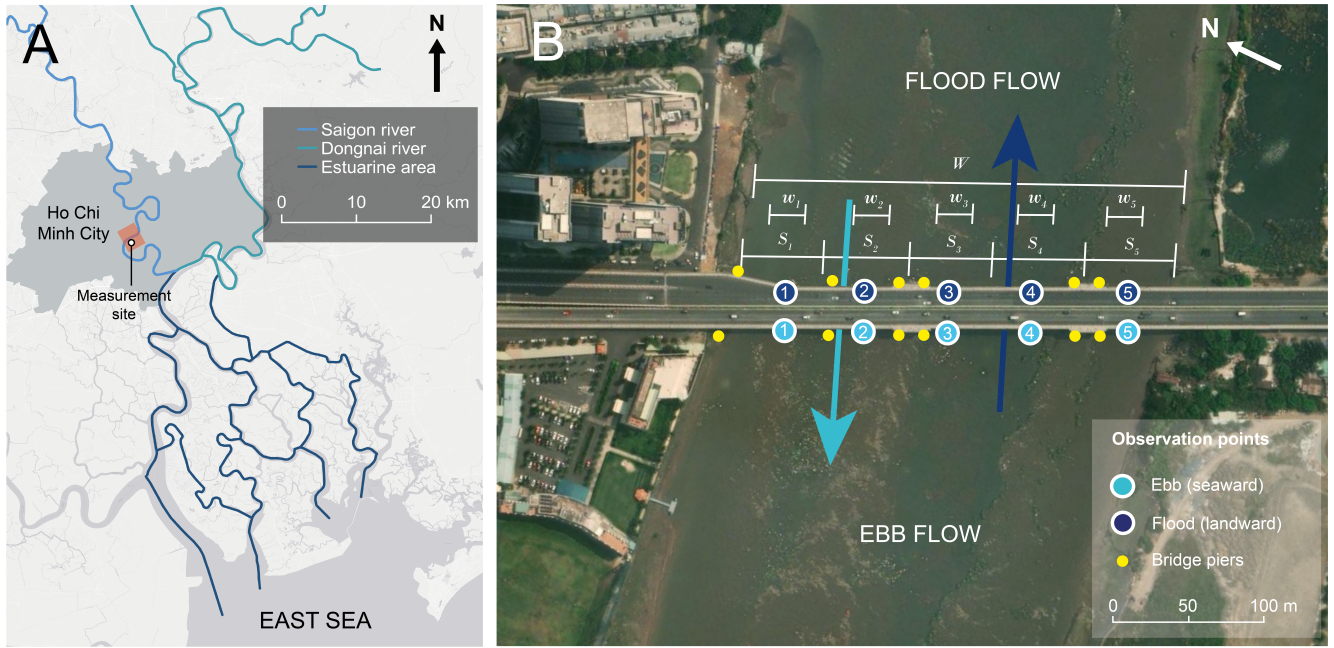 A
N
Saigon river
Dongnai river
Estuarine area
0 10 20 km
Ho Chi
Minh City
Measurement
site
EAST SEA
B
N
FLOOD FLOW
W
w1 w2 w3 w4 w5
S1 S2 S3 S4 S5
1 2 3 4 5
1 2 3 4 5
EBB FLOW
Observation points
Ebb (seaward)
Flood (landward)
Bridge piers
0 50 100 m